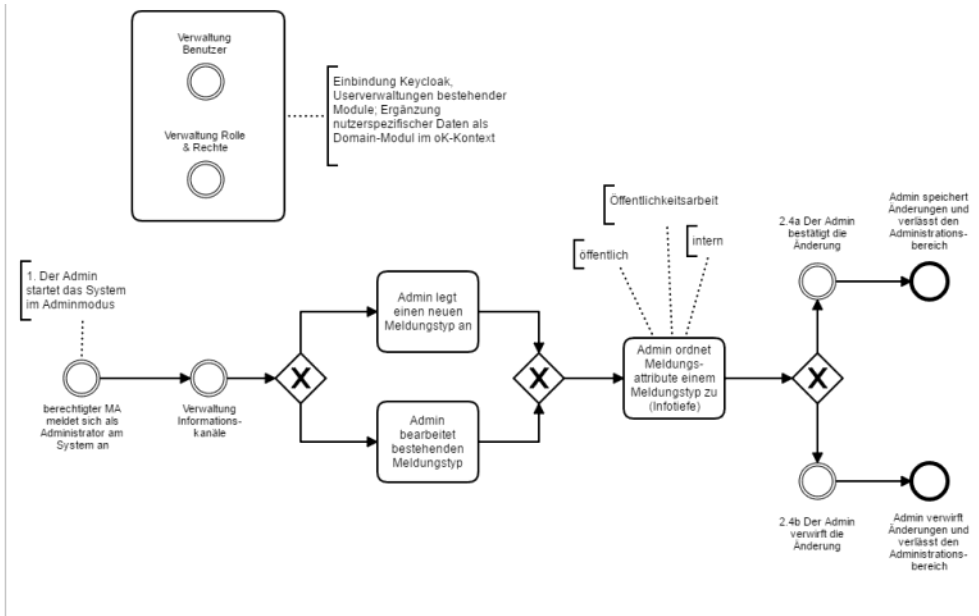 Verwaltung
Benutzer
Verwaltung Rolle
& Rechte
Einbindung Keycloak,
Userverwaltungen bestehender
Module; Ergänzung
nutzerspezifischer Daten als
Domain-Modul im oK-Kontext
1. Der Admin
startet das System
im Adminmodus
berechtigter MA
meldet sich als
Administrator am
System an
Verwaltung
Informations-
kanäle
Admin legt
einen neuen
Meldungstyp an
Admin
bearbeitet
bestehenden
Meldungstyp
Öffentlichkeitsarbeit
öffentlich
intern
Admin ordnet
Meldungs-
attribute einem
Meldungstyp zu
(Infotiefe)
2.4a Der Admin
bestätigt die
Änderung
Admin speichert
Änderungen und
verlässt den
Administrations-
bereich
2.4b Der Admin
verwirft die
Änderung
Admin verwirft
Änderungen und
verlässt den
Administrations-
bereich